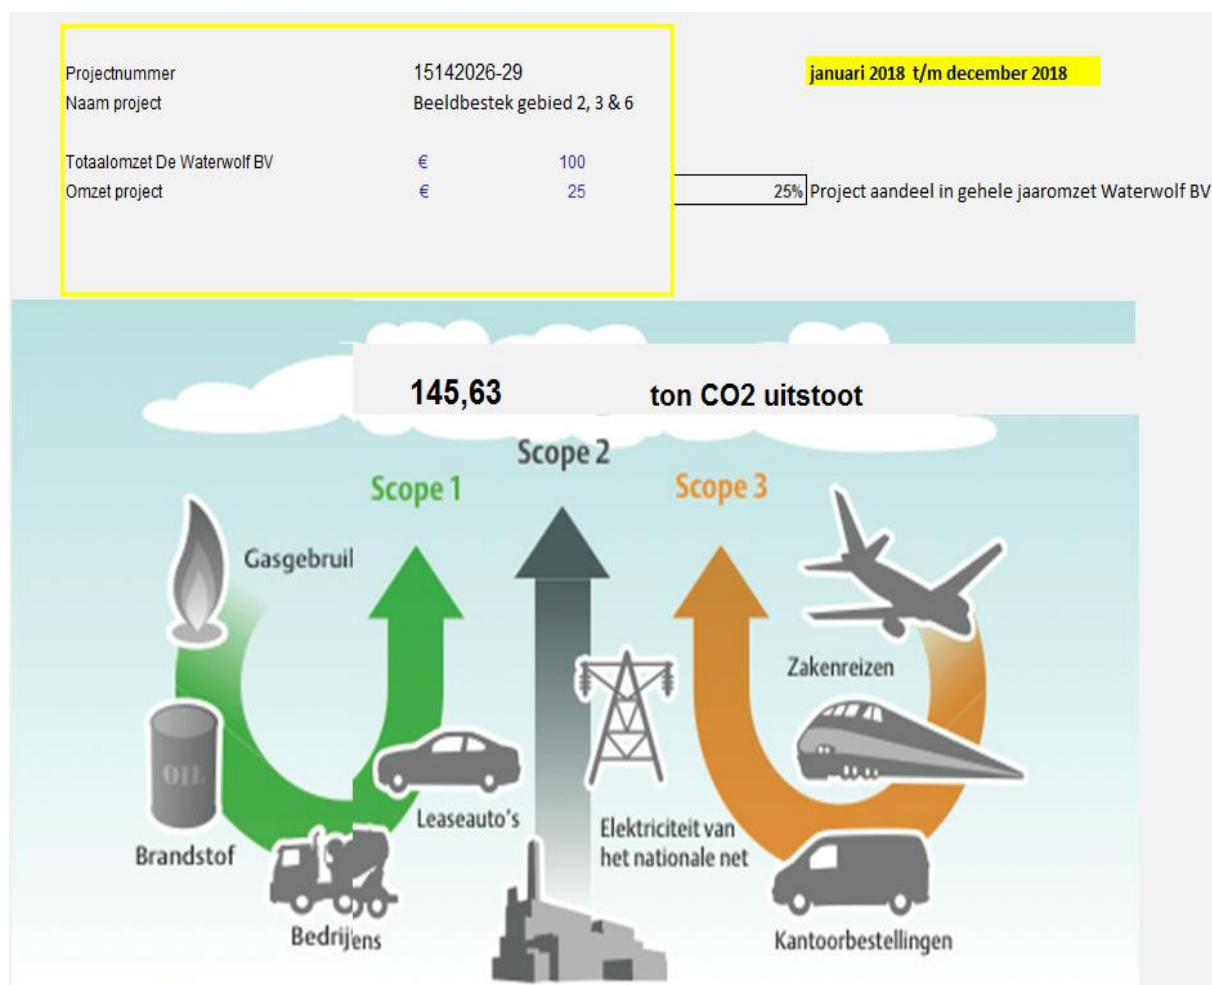 Projectnummer 15142026-29 januari 2018 t/m december 2018
Naam project Beeldbestek gebied 2, 3 & 6
Totaalomzet De Waterwolf BV € 100
Omzet project € 25 25% Project aandeel in gehele jaaromzet Waterwolf BV
145,63 ton CO2 uitstoot
Scope 2
Scope 1 Scope 3
Gasgebruil
Zakenreizen
OIL
Leaseauto's
Elektriciteit van
het nationale net
Brandstof
Bedrijens
Kantoorbestellingen